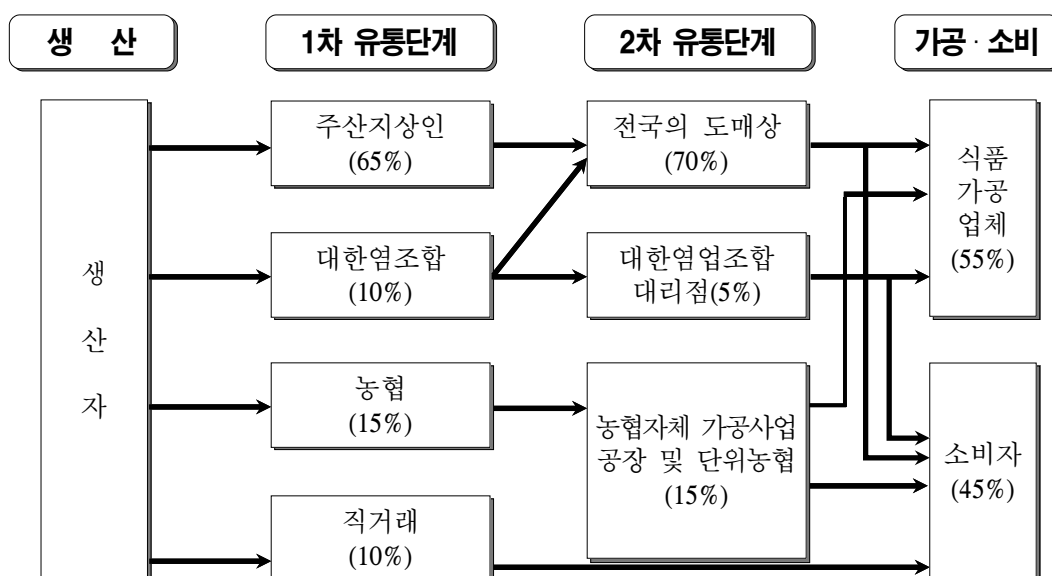 생 산
1차 유통단계
2차 유통단계
가공·소비
생
산
자
주산지상인
(65%)
대한염조합
(10%)
농협
(15%)
직거래
(10%)
전국의 도매상
(70%)
대한염업조합
대리점(5%)
농협자체 가공사업
공장 및 단위농협
(15%)
식품
가공
업체
(55%)
소비자
(45%)